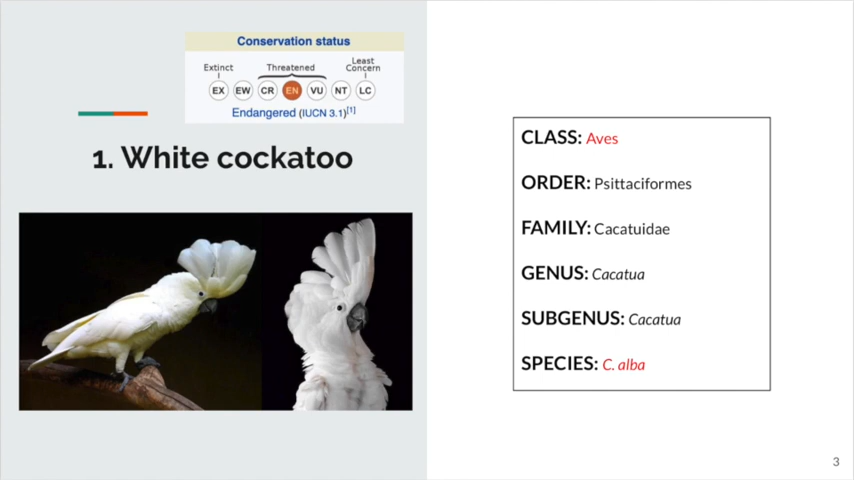 Conservation status
Extinct Threatened Least Concern
EX EW CR EN VU NT LC
Endangered (IUCN 3.1)[1]
1. White cockatoo
CLASS: Aves
ORDER: Psittaciformes
FAMILY: Cacatuidae
GENUS: Cacatua
SUBGENUS: Cacatua
SPECIES: C. alba
3